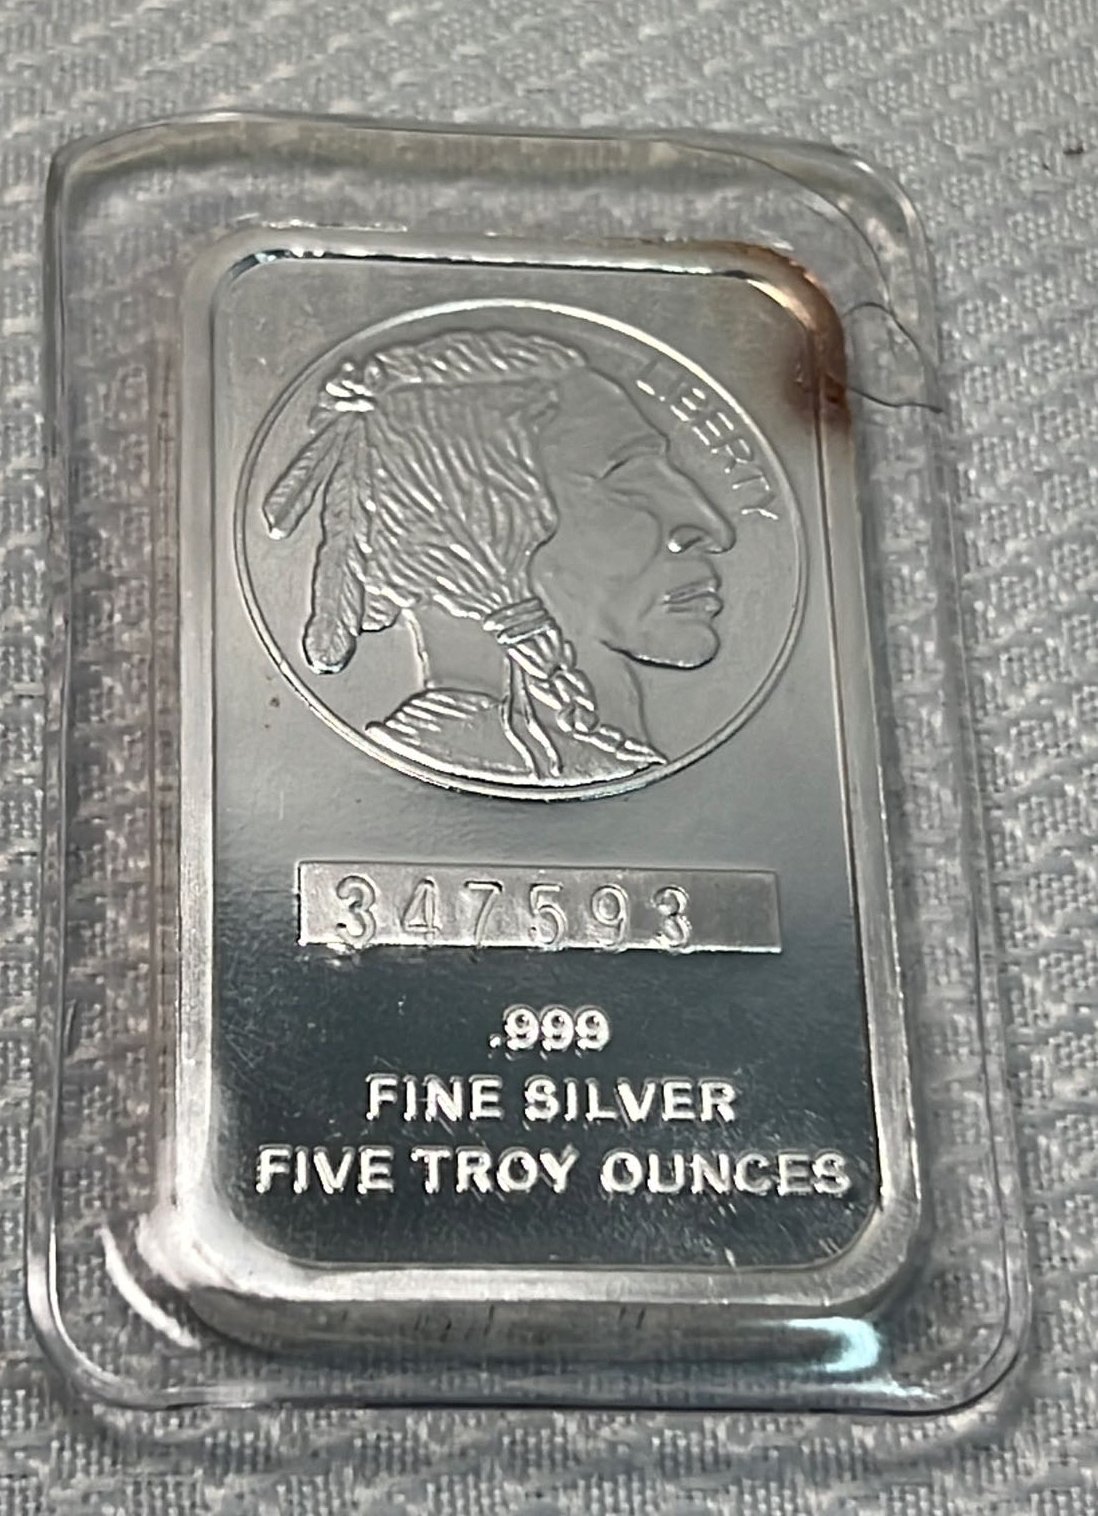 LIBERTY
347593
.999
FINE SILVER
FIVE TROY OUNCES